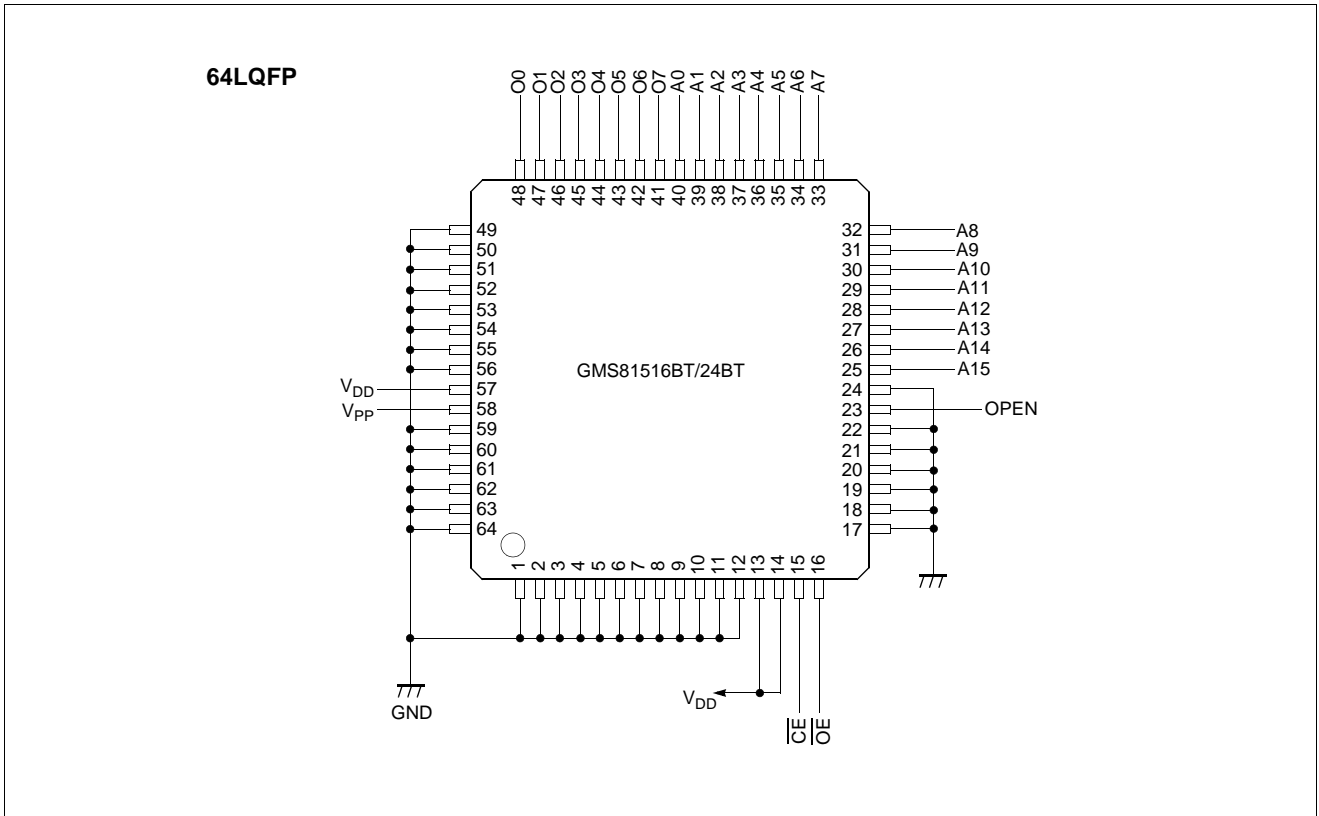 64LQFP
O0 O1 O2 O3 O4 O5 O6 O7 A0 A1 A2 A3 A4 A5 A6 A7
48 47 46 45 44 43 42 41 40 39 38 37 36 35 34 33
49 32 A8
50 31 A9
51 30 A10
52 29 A11
53 28 A12
54 27 A13
55 26 A14
56 GMS81516BT/24BT 25 A15
VDD 57 24
VPP 58 23 OPEN
59 22
60 21
61 20
62 19
63 18
64 17
1 2 3 4 5 6 7 8 9 10 11 12 13 14 15 16
VDD
GND
CE OE